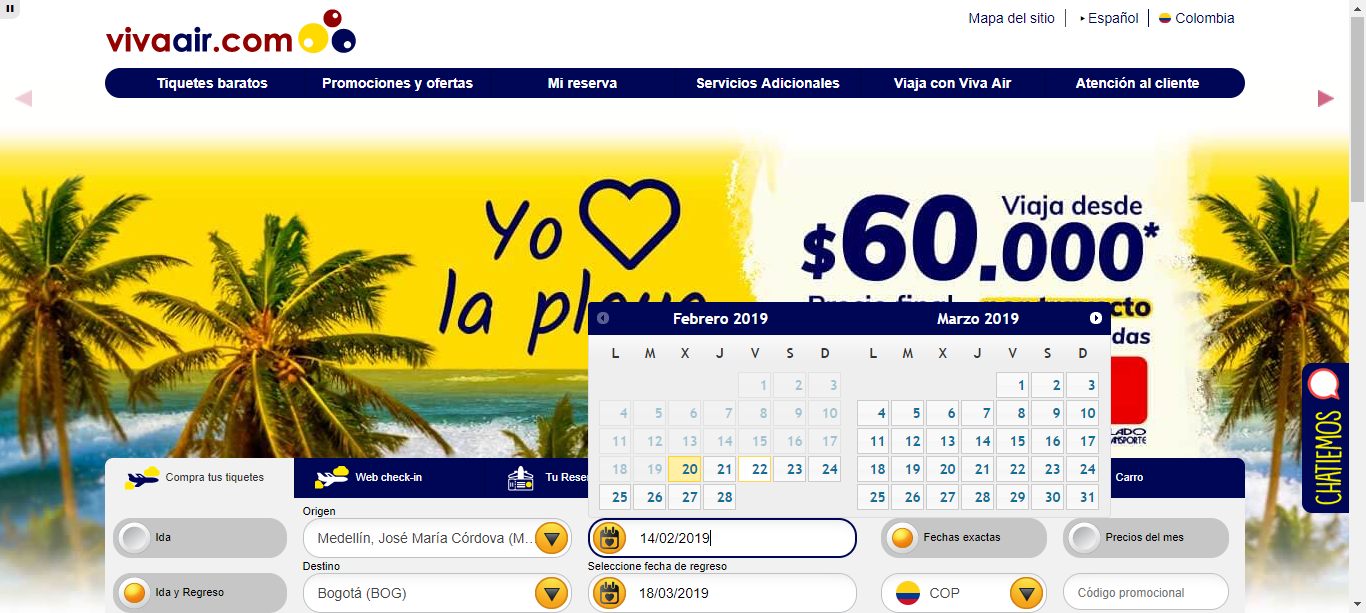 vivaair.com
Mapa del sitio
Español
Colombia
Tiquetes baratos
Promociones y ofertas
Mi reserva
Servicios Adicionales
Viaja con Viva Air
Atención al cliente
Yo
la playa
Viaja desde
$60.000*
Precio final
Febrero 2019
L M X J V S D
1 2 3
4 5 6 7 8 9 10
11 12 13 14 15 16 17
18 19 20 21 22 23 24
25 26 27 28
Marzo 2019
L M X J V S D
1 2 3
4 5 6 7 8 9 10
11 12 13 14 15 16 17
18 19 20 21 22 23 24
25 26 27 28 29 30 31
CHATIEMOS
Compra tus tiquetes
Web check-in
Tu Rese
Carro
Ida
Ida y Regreso
Origen
Medellín, José María Córdova (M...
Destino
Bogotá (BOG)
14/02/2019
Seleccione fecha de regreso
18/03/2019
Fechas exactas
Precios del mes
COP
Código promocional